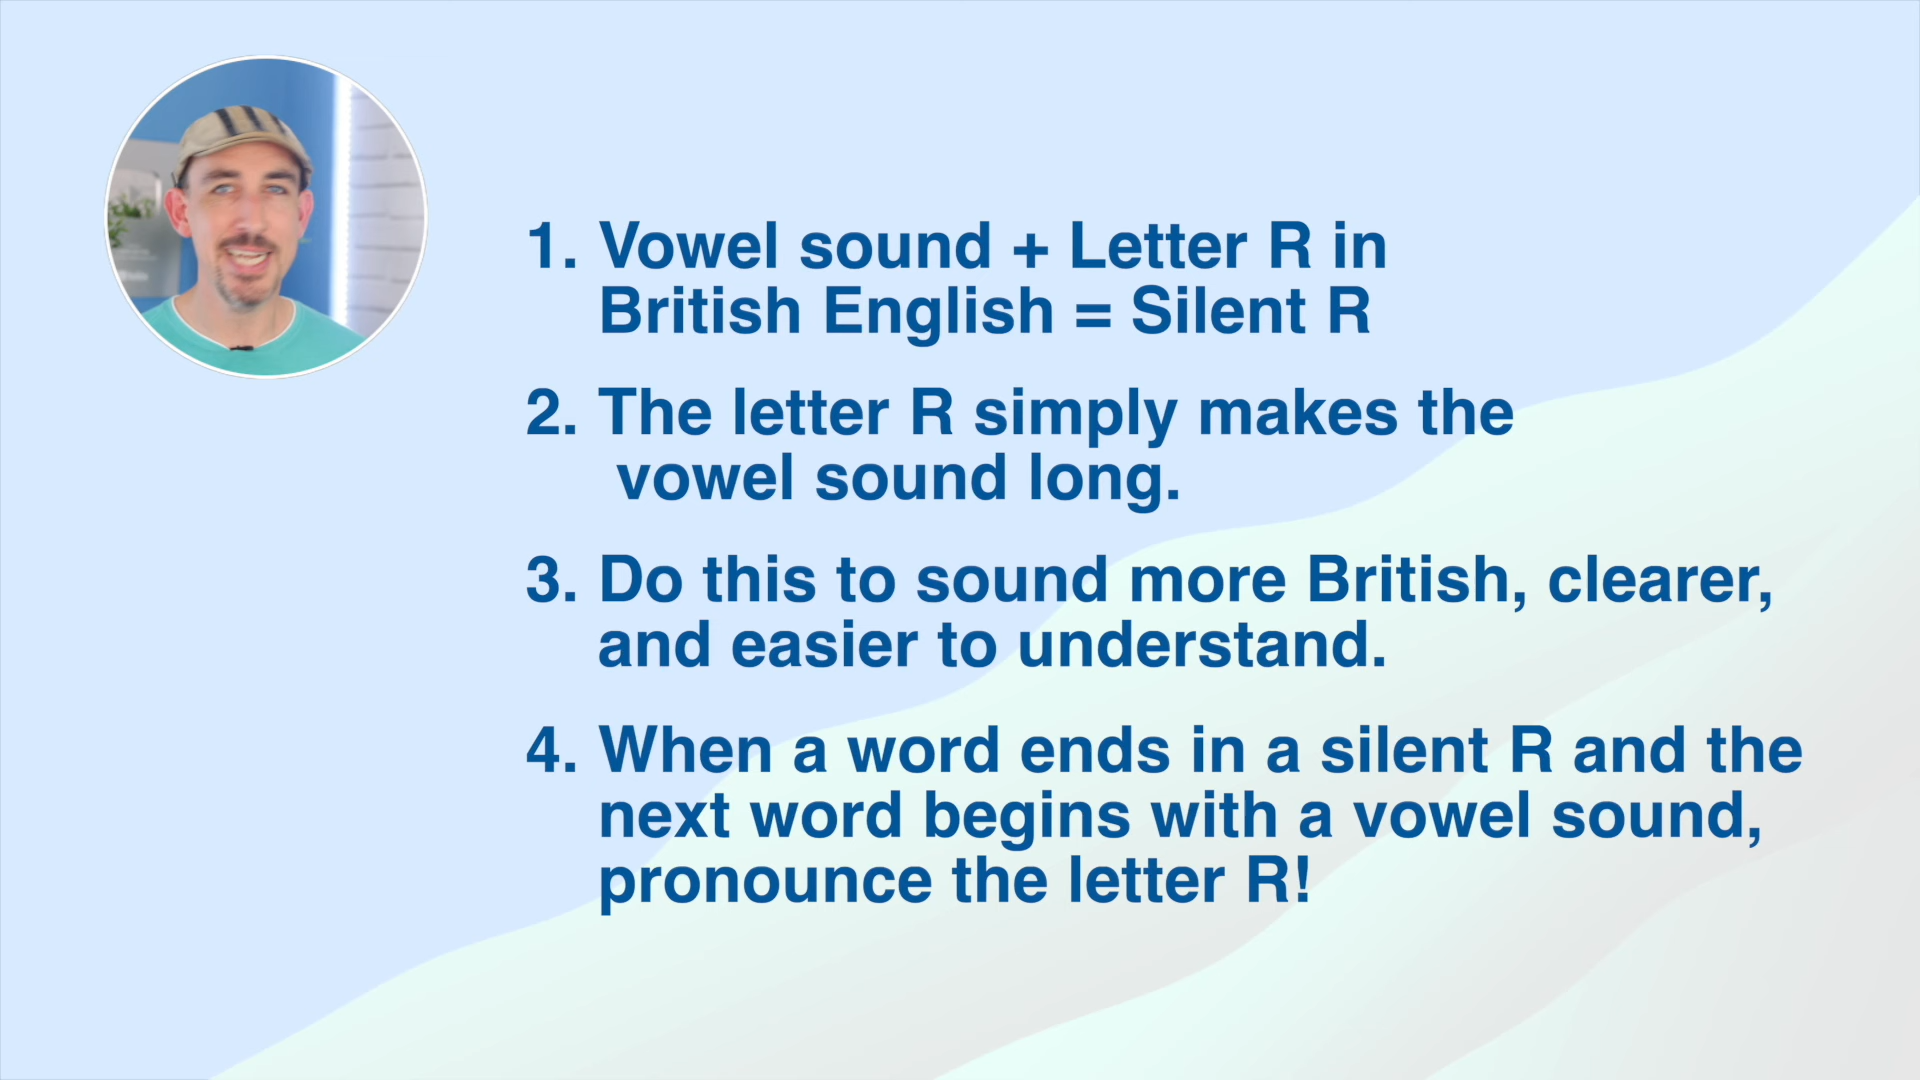 1. Vowel sound + Letter R in
British English = Silent R
2. The letter R simply makes the
vowel sound long.
3. Do this to sound more British, clearer,
and easier to understand.
4. When a word ends in a silent R and the
next word begins with a vowel sound,
pronounce the letter R!